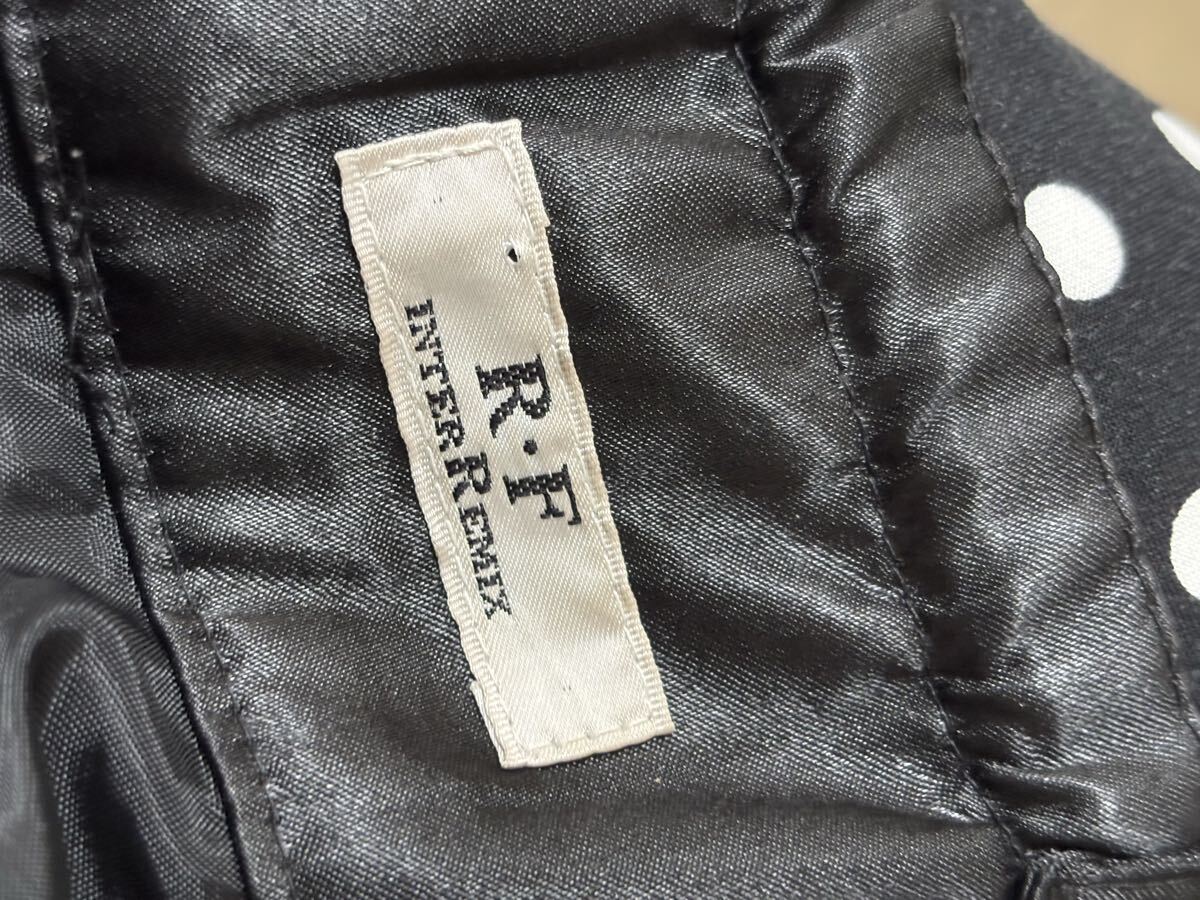 R·F
INTER REMIX